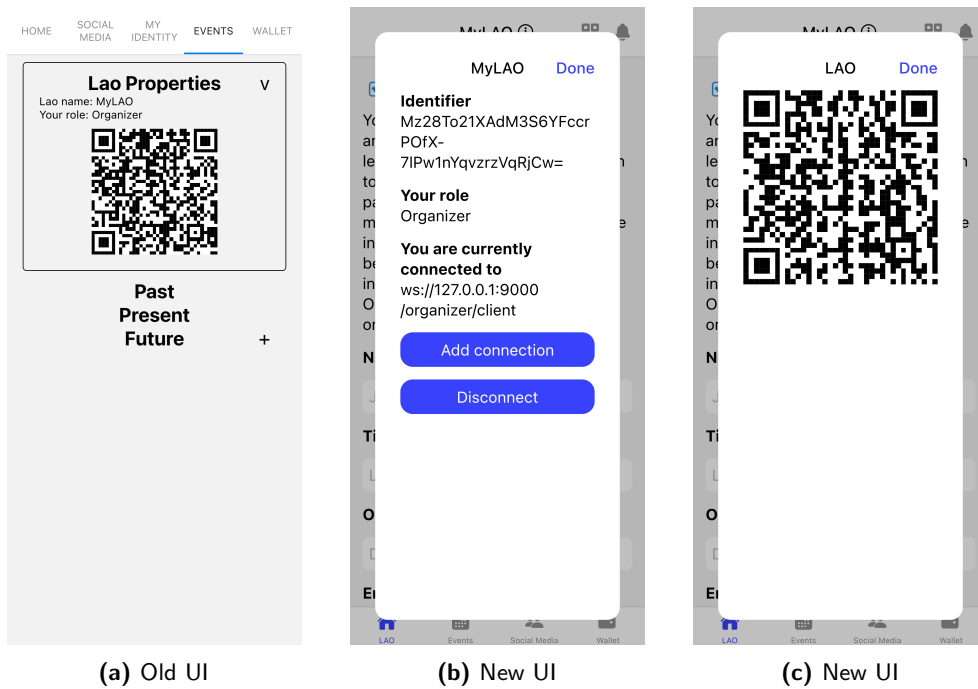 HOME
SOCIAL MEDIA
MY IDENTITY
EVENTS
WALLET
Lao Properties
v
Lao name: MyLAO
Your role: Organizer
Past
Present
Future
+
(a) Old UI
MyLAO
Done
Identifier
Mz28To21XAdM3S6YFccr
POfX-
7lPw1nYqvzrzVqRjCw=
Your role
Organizer
You are currently
connected to
ws://127.0.0.1:9000
/organizer/client
Add connection
Disconnect
LAO
Events
Social Media
Wallet
(b) New UI
LAO
Done
LAO
Events
Social Media
Wallet
(c) New UI